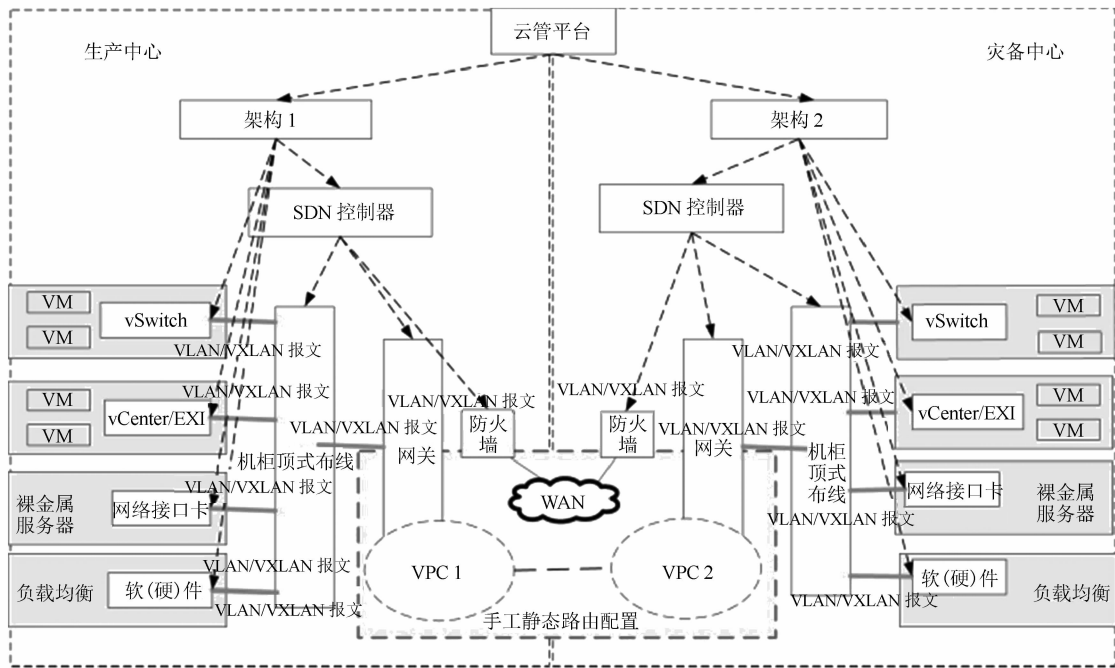 云管平台
生产中心
灾备中心
架构 1
架构 2
SDN 控制器
SDN 控制器
VM
VM
vSwitch
VLAN/VXLAN 报文
VM
VM
vCenter/EXI
VLAN/VXLAN 报文
裸金属
服务器
网络接口卡
VLAN/VXLAN 报文
负载均衡
软(硬)件
VLAN/VXLAN 报文
VLAN/VXLAN 报文
机柜顶式布线
VLAN/VXLAN 报文
网关
VLAN/VXLAN 报文
防火
墙
WAN
VPC 1
VPC 2
手工静态路由配置
防火
墙
VLAN/VXLAN 报文
网关
VLAN/VXLAN 报文
机柜
顶式
布线
VLAN/VXLAN 报文
vSwitch
VM
VM
VLAN/VXLAN 报文
vCenter/EXI
VM
VM
VLAN/VXLAN 报文
网络接口卡
裸金属
服务器
VLAN/VXLAN 报文
软(硬)件
负载均衡